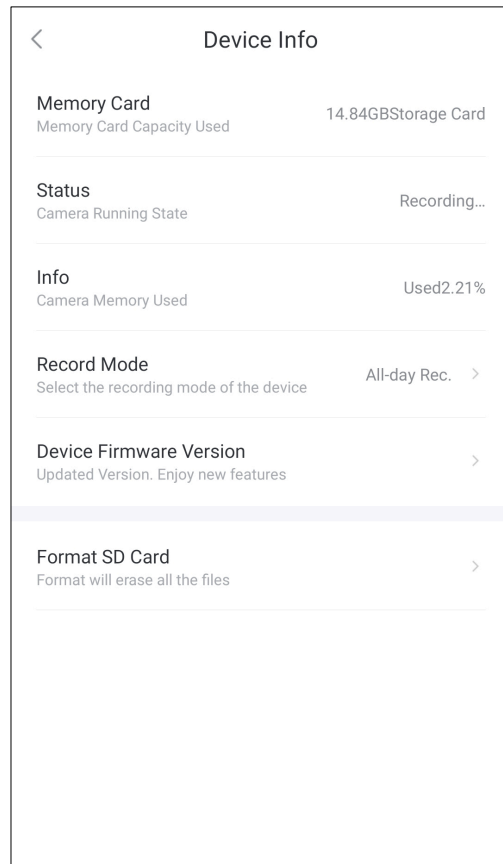 Device Info
Memory Card
Memory Card Capacity Used
14.84GBStorage Card
Status
Camera Running State
Recording...
Info
Camera Memory Used
Used2.21%
Record Mode
Select the recording mode of the device
All-day Rec.
Device Firmware Version
Updated Version. Enjoy new features
Format SD Card
Format will erase all the files